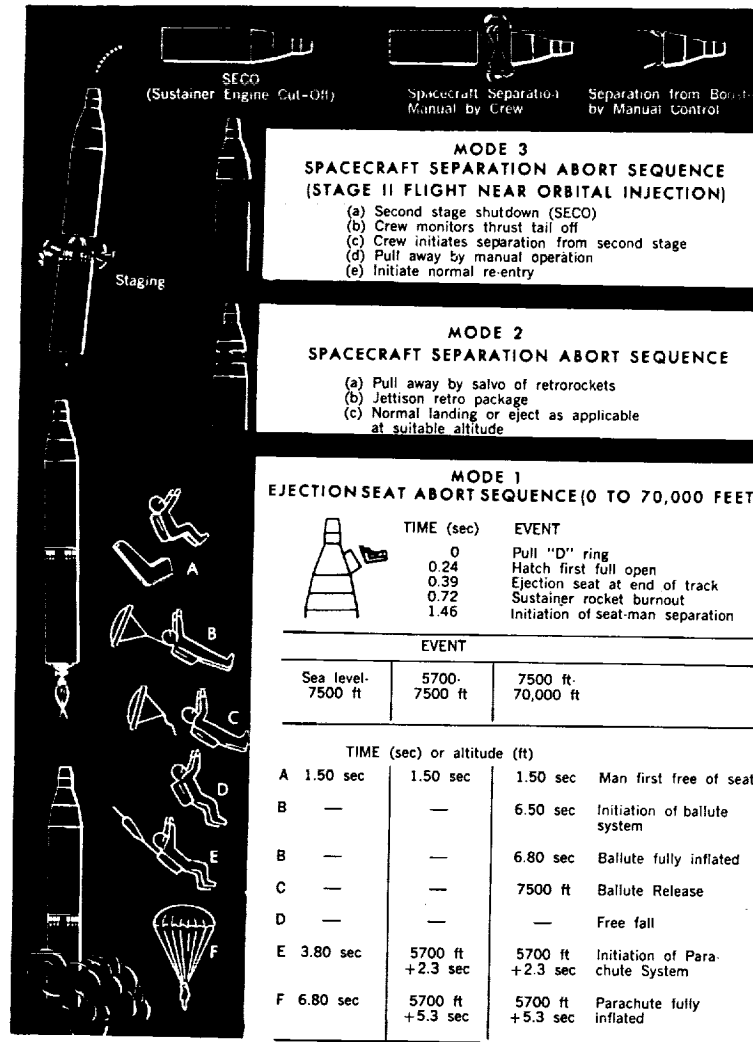 SECO
(Sustainer Engine Cut-Off)
Spacecraft Separation
Manual by Crew
Separation from Boost-
by Manual Control
MODE 3
SPACECRAFT SEPARATION ABORT SEQUENCE
(STAGE II FLIGHT NEAR ORBITAL INJECTION)
(a) Second stage shutdown (SECO)
(b) Crew monitors thrust tail off
(c) Crew initiates separation from second stage
(d) Pull away by manual operation
(e) Initiate normal re-entry
Staging
MODE 2
SPACECRAFT SEPARATION ABORT SEQUENCE
(a) Pull away by salvo of retrorockets
(b) Jettison retro package
(c) Normal landing or eject as applicable
at suitable altitude
MODE 1
EJECTION SEAT ABORT SEQUENCE (0 TO 70,000 FEET
TIME (sec) EVENT
0 Pull "D" ring
0.24 Hatch first full open
0.39 Ejection seat at end of track
0.72 Sustainer rocket burnout
1.46 Initiation of seat-man separation
A
B
C
D
E
F
EVENT
Sea level- 5700- 7500 ft-
7500 ft 7500 ft 70,000 ft
TIME (sec) or altitude (ft)
A 1.50 sec 1.50 sec 1.50 sec Man first free of seat
B — — 6.50 sec Initiation of ballute
system
B — — 6.80 sec Ballute fully inflated
C — — 7500 ft Ballute Release
D — — — Free fall
E 3.80 sec 5700 ft 5700 ft Initiation of Para-
+2.3 sec +2.3 sec chute System
F 6.80 sec 5700 ft 5700 ft Parachute fully
+5.3 sec +5.3 sec inflated